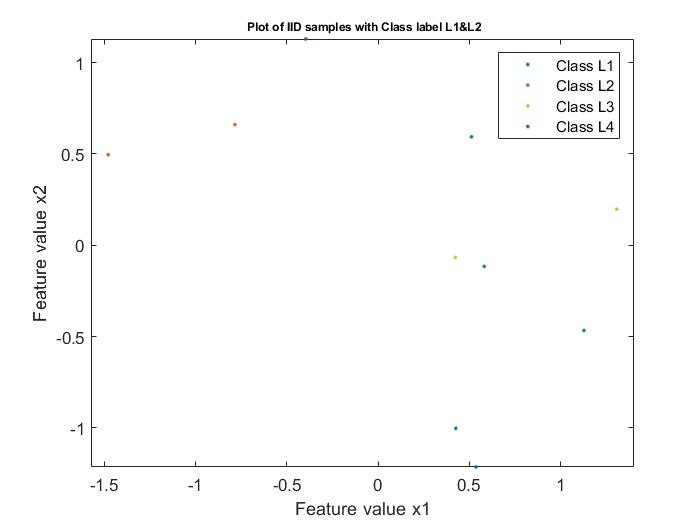 Plot of IID samples with Class label L1&L2
Class L1
Class L2
Class L3
Class L4
1
0.5
0
-0.5
-1
Feature value x2
-1.5
-1
-0.5
0
0.5
1
Feature value x1